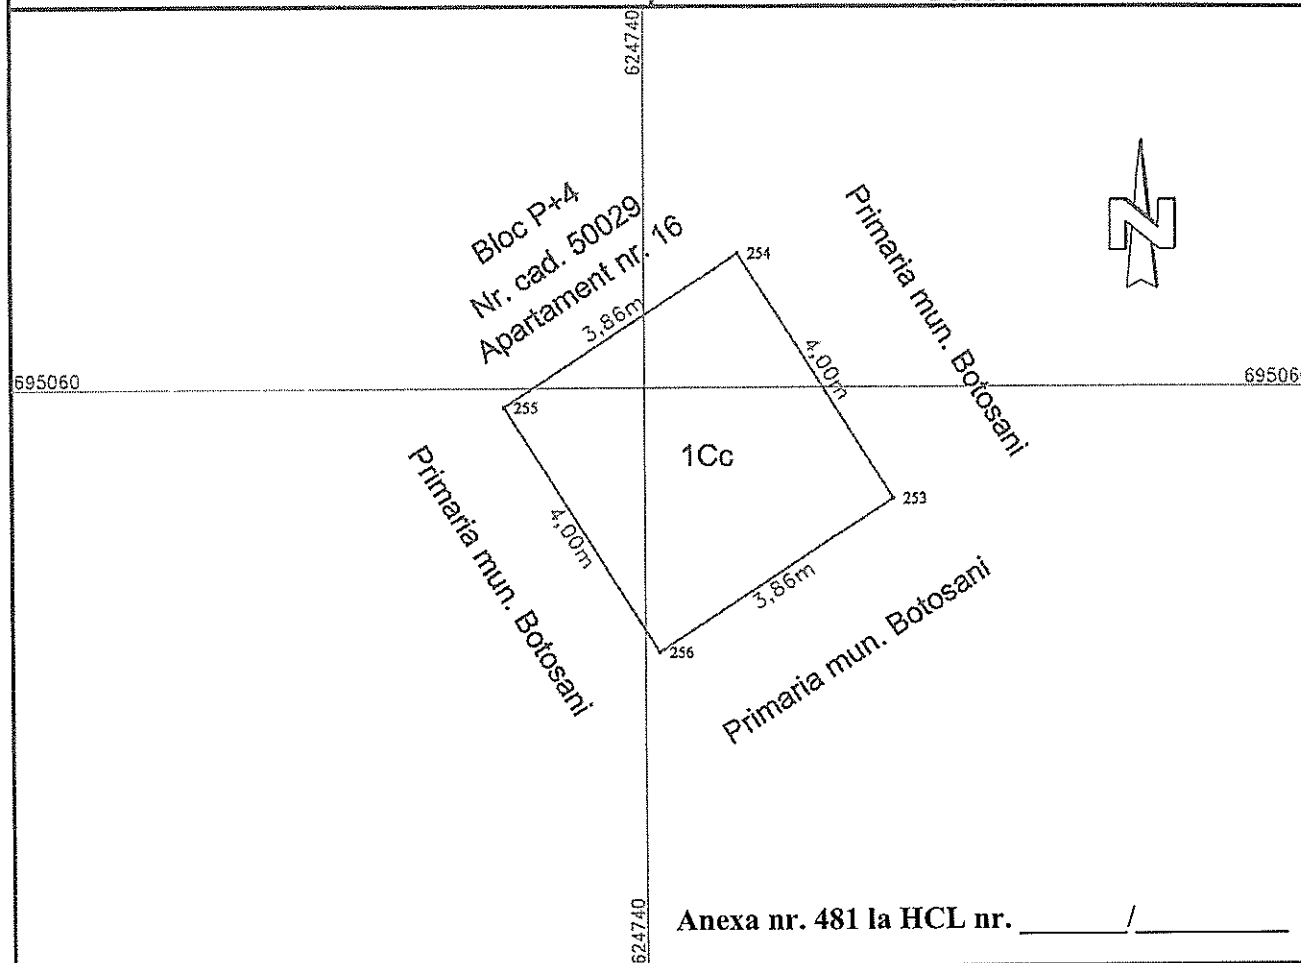 624740
Bloc P+4
Nr. cad. 50029
Apartament nr. 16
3,86m
254
Primaria mun. Botosani
N
4,00m
695060
69506
255
1Cc
253
Primaria mun. Botosani
4,00m
3,86m
256
Primaria mun. Botosani
624740
Anexa nr. 481 la HCL nr. ______/________